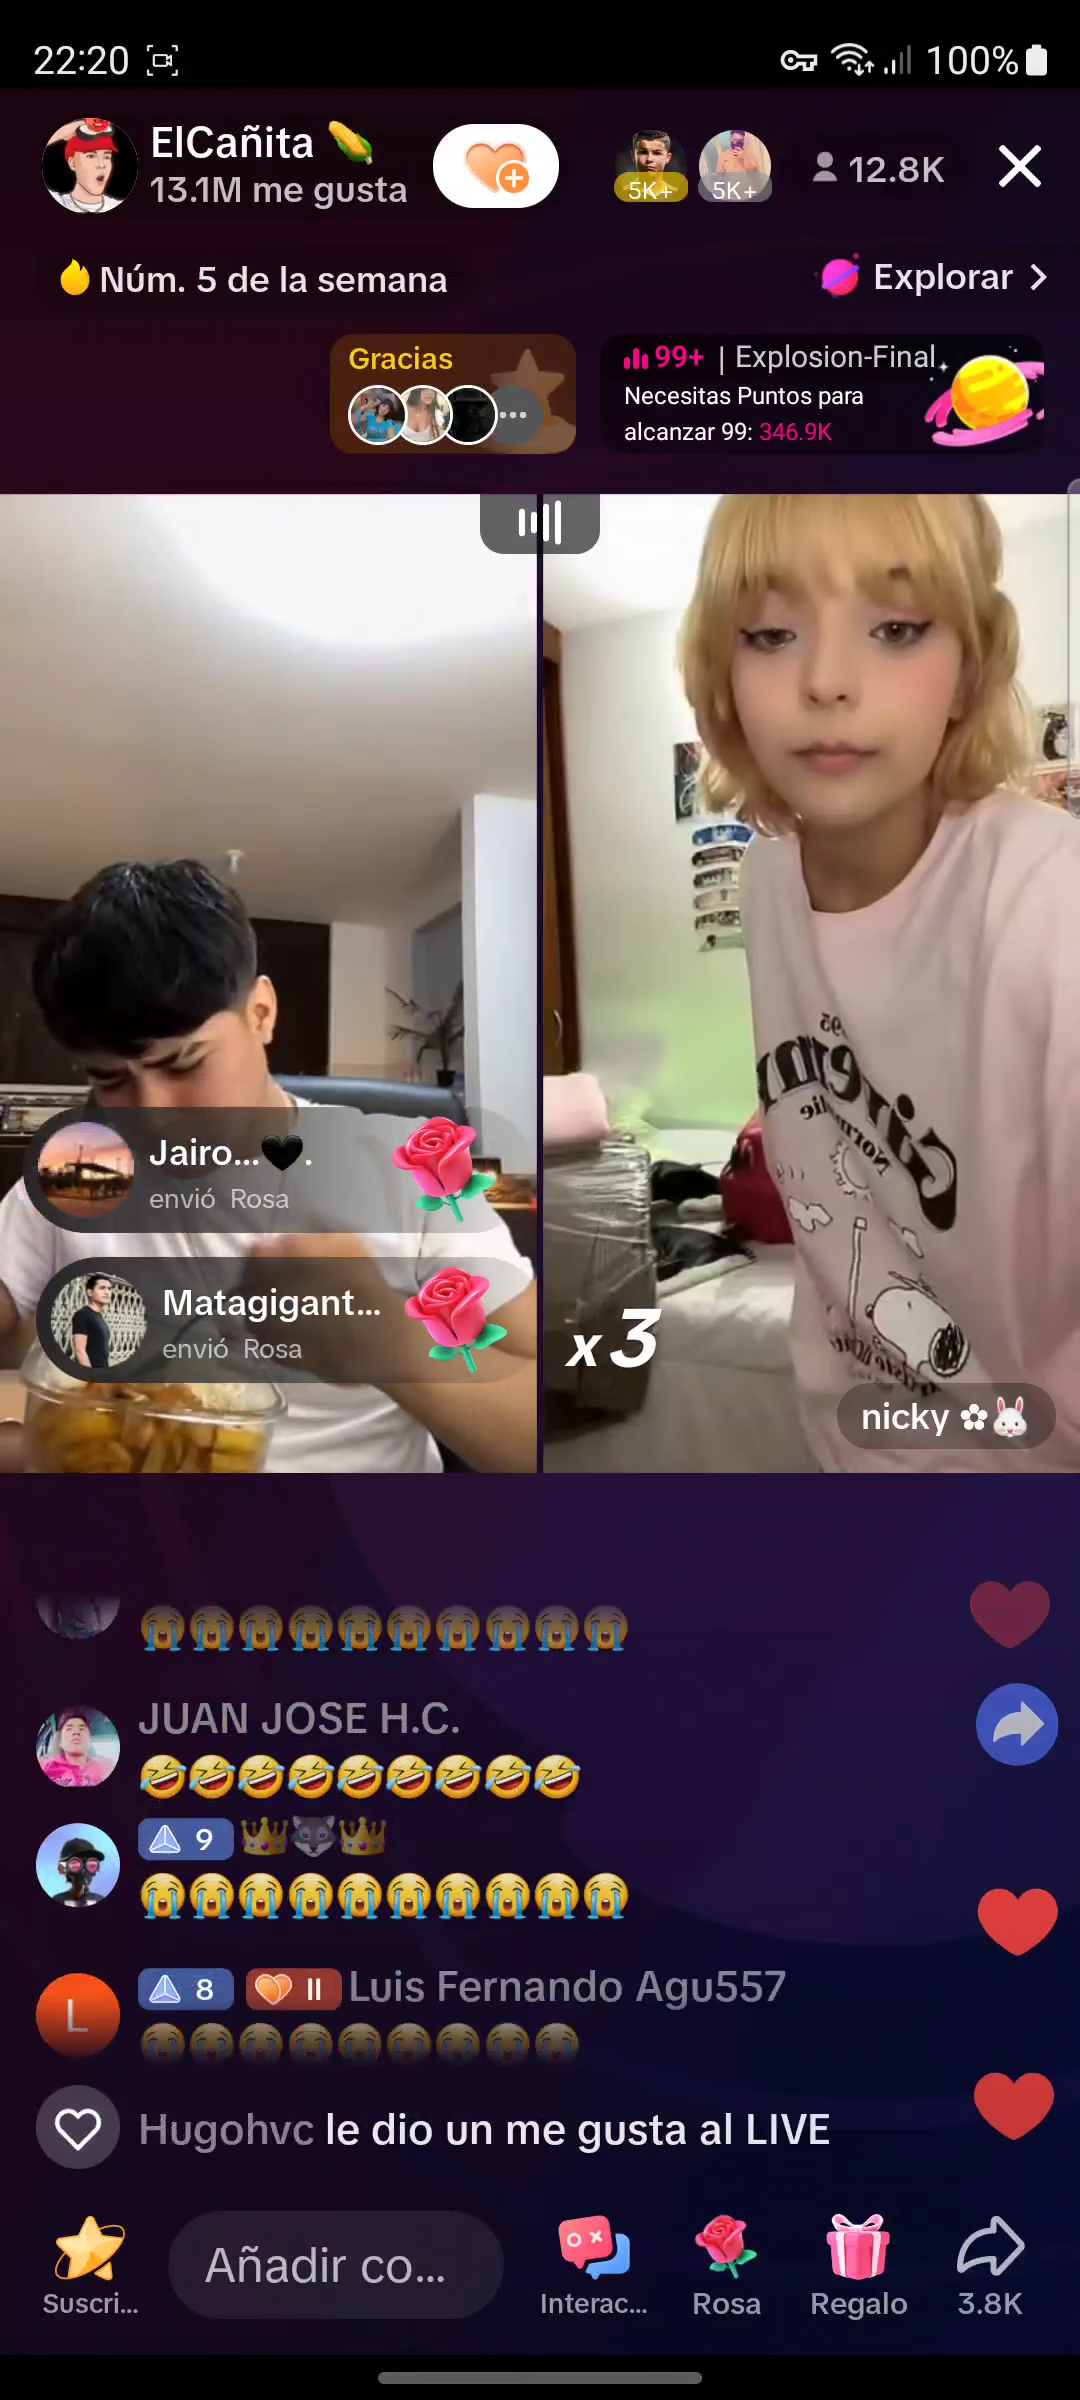 22:20
100%
ElCañita 🌽
13.1M me gusta
5K+
5K+
12.8K
Núm. 5 de la semana
Explorar >
Gracias
99+ | Explosion-Final
Necesitas Puntos para
alcanzar 99: 346.9K
Jairo...🖤.
envió Rosa
Matagigant...
envió Rosa
x3
nicky ✿🐰
😭😭😭😭😭😭😭😭😭😭
JUAN JOSE H.C.
🤣🤣🤣🤣🤣🤣🤣🤣🤣
9 👑🐺👑
😭😭😭😭😭😭😭😭😭😭
L
8 II Luis Fernando Agu557
😭😭😭😭😭😭😭😭😭
Hugohvc le dio un me gusta al LIVE
Suscri...
Añadir co...
Interac...
Rosa
Regalo
3.8K